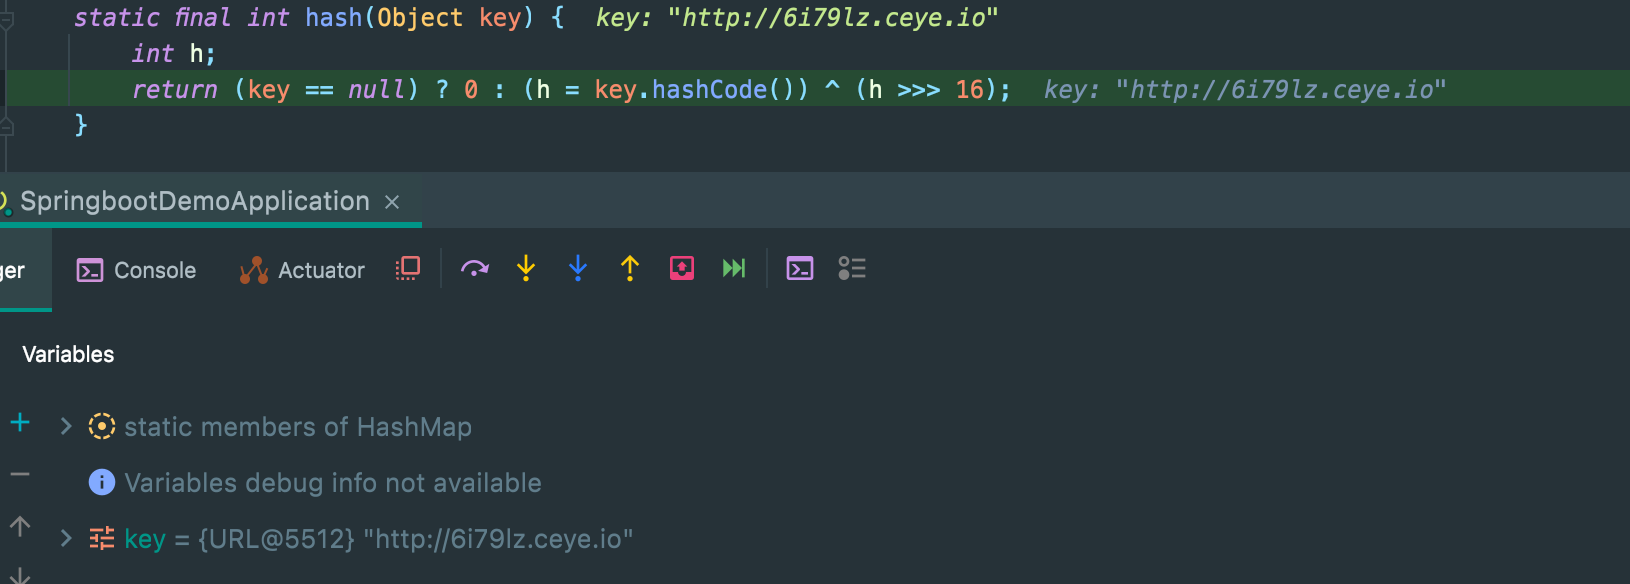 static final int hash(Object key) { key: "http://6i79lz.ceye.io"
int h;
return (key == null) ? 0 : (h = key.hashCode()) ^ (h >>> 16); key: "http://6i79lz.ceye.io"
}
SpringbootDemoApplication ×
ger Console Actuator
Variables
static members of HashMap
Variables debug info not available
key = {URL@5512} "http://6i79lz.ceye.io"